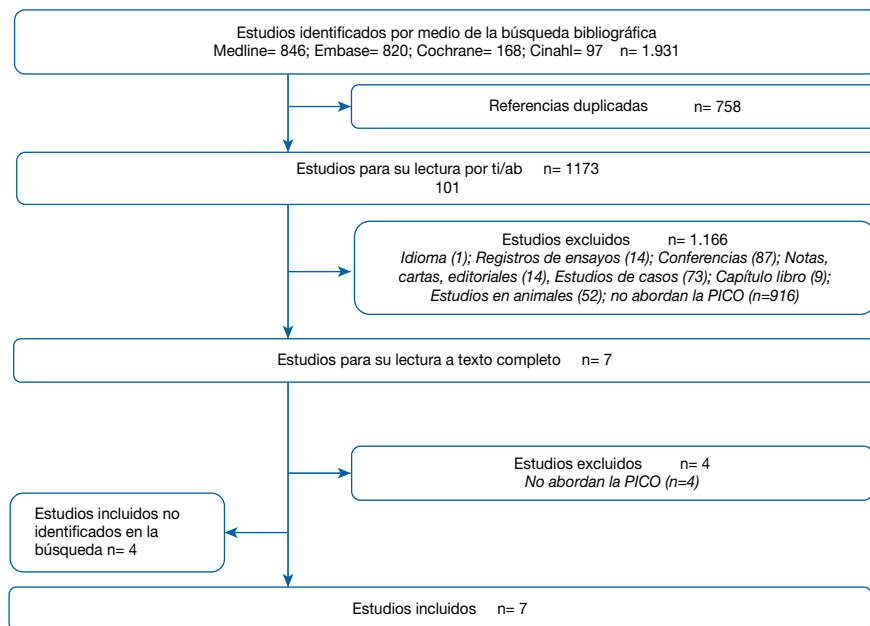 Estudios identificados por medio de la búsqueda bibliográfica
Medline= 846; Embase= 820; Cochrane= 168; Cinahl= 97 n= 1.931
Referencias duplicadas n= 758
Estudios para su lectura por ti/ab n= 1173
101
Estudios excluidos n= 1.166
Idioma (1); Registros de ensayos (14); Conferencias (87); Notas,
cartas, editoriales (14), Estudios de casos (73); Capítulo libro (9);
Estudios en animales (52); no abordan la PICO (n=916)
Estudios para su lectura a texto completo n= 7
Estudios excluidos n= 4
No abordan la PICO (n=4)
Estudios incluidos no
identificados en la
búsqueda n= 4
Estudios incluidos n= 7